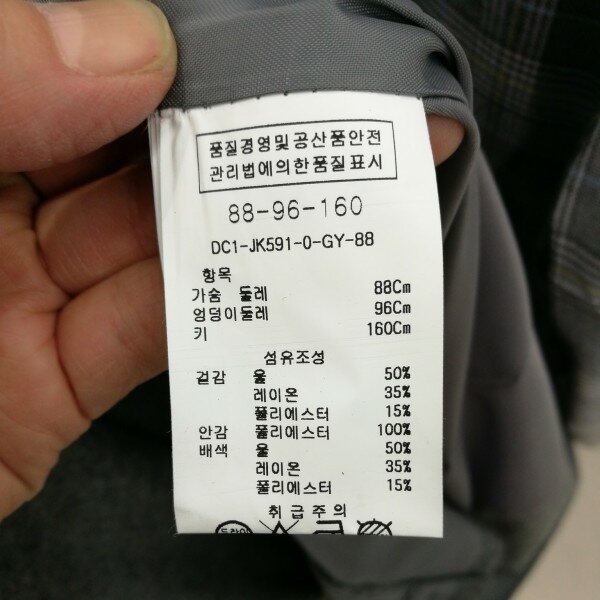 품질경영및공산품안전
관리법에의한품질표시
88-96-160
DC1-JK591-0-GY-88
항목
가슴 둘레 88Cm
엉덩이둘레 96Cm
키 160Cm
섬유조성
겉감 울 50%
레이온 35%
폴리에스터 15%
안감 폴리에스터 100%
배색 울 50%
레이온 35%
폴리에스터 15%
취급주의
드라이